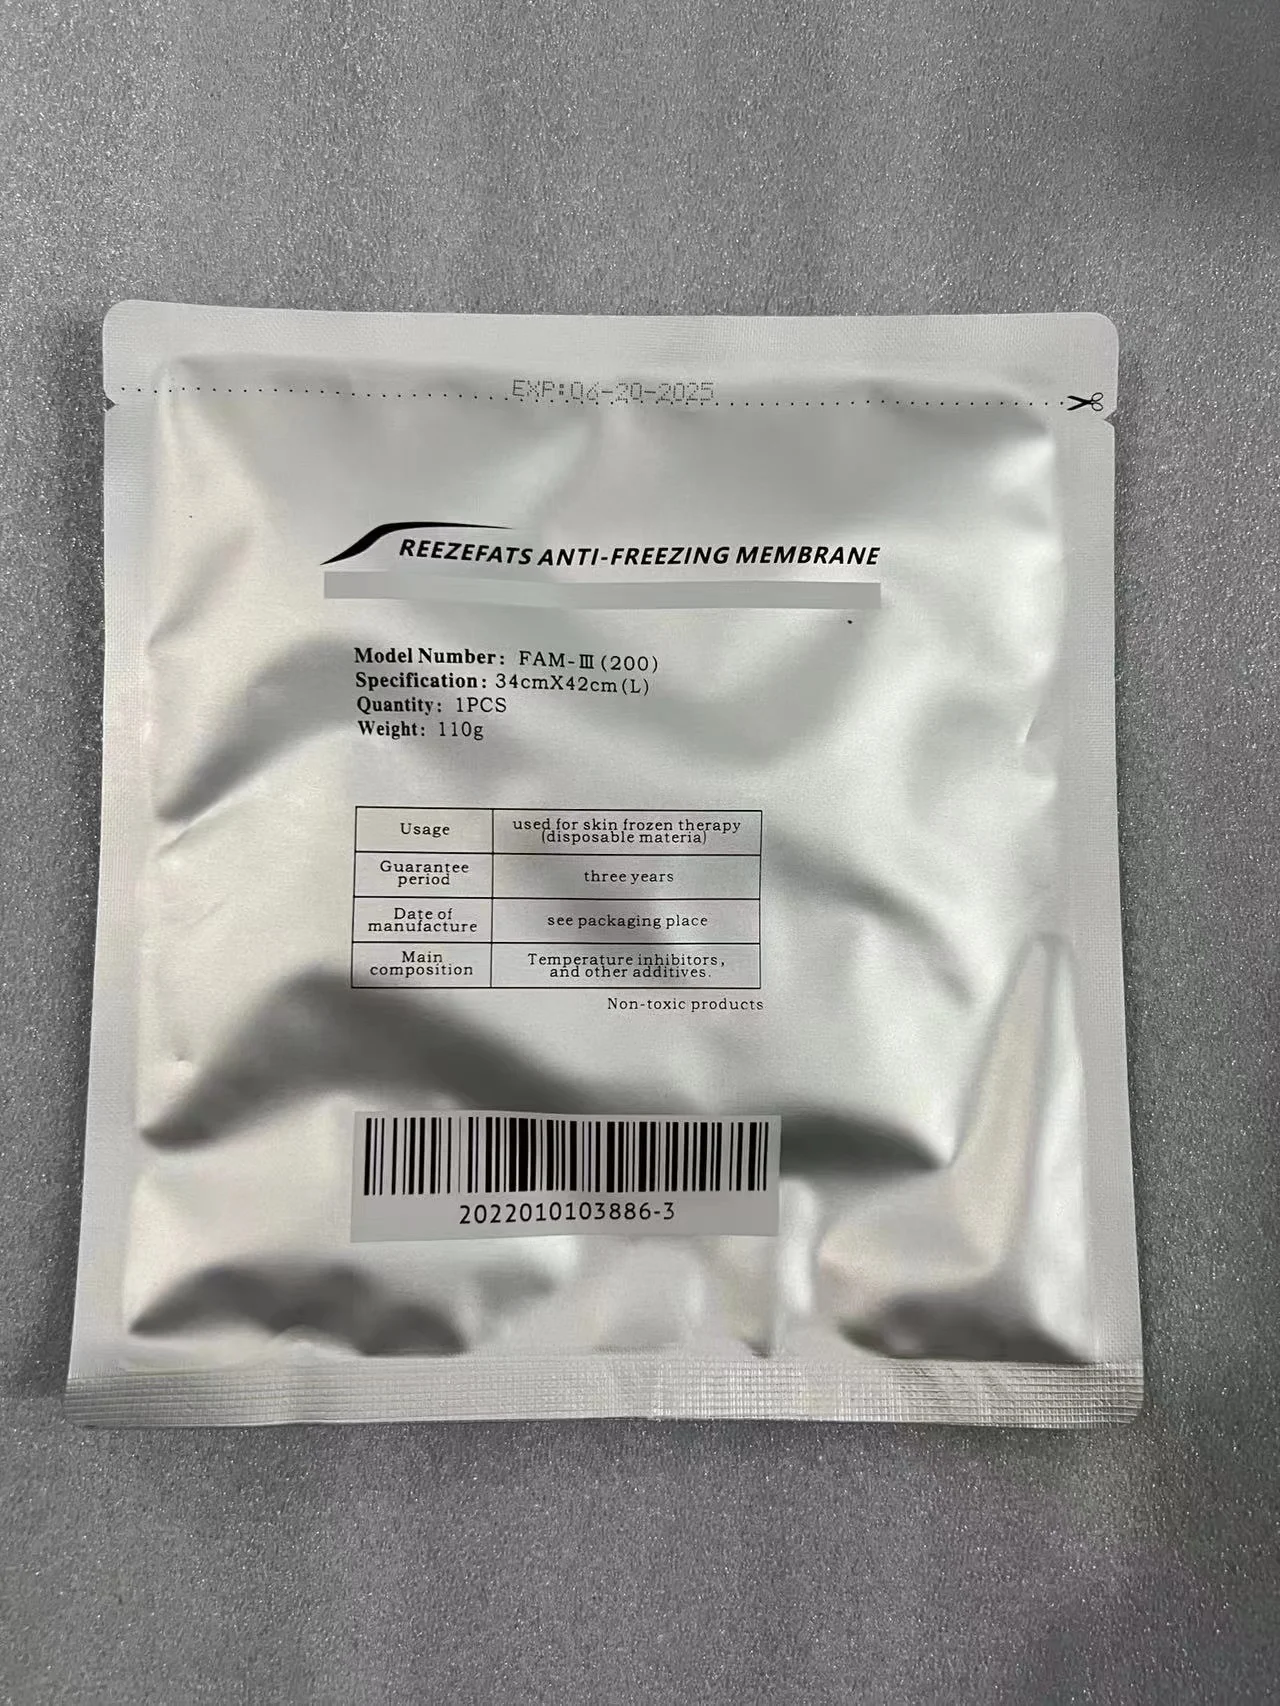 EXP:06-20-2025
REEZEFATS ANTI-FREEZING MEMBRANE
Model Number: FAM-Ⅲ(200)
Specification: 34cmX42cm(L)
Quantity: 1PCS
Weight: 110g
Usage
used for skin frozen therapy
(disposable materia)
Guarantee
period
three years
Date of
manufacture
see packaging place
Main
composition
Temperature inhibitors,
and other additives.
Non-toxic products
2022010103886-3